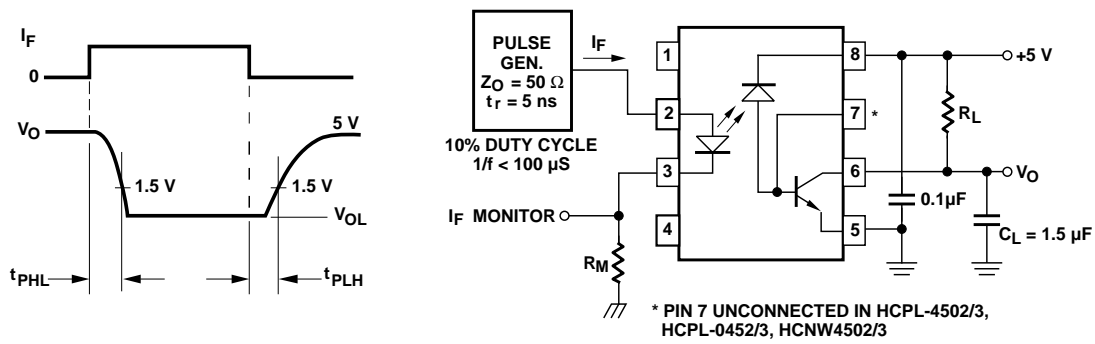 I_F
0
V_O
5 V
1.5 V
1.5 V
V_OL
t_PHL
t_PLH
PULSE
GEN.
Z_O = 50 Ω
t_r = 5 ns
I_F
10% DUTY CYCLE
1/f < 100 µS
I_F MONITOR
R_M
1
2
3
4
8
7
*
6
5
+5 V
R_L
V_O
0.1µF
C_L = 1.5 µF
* PIN 7 UNCONNECTED IN HCPL-4502/3,
HCPL-0452/3, HCNW4502/3